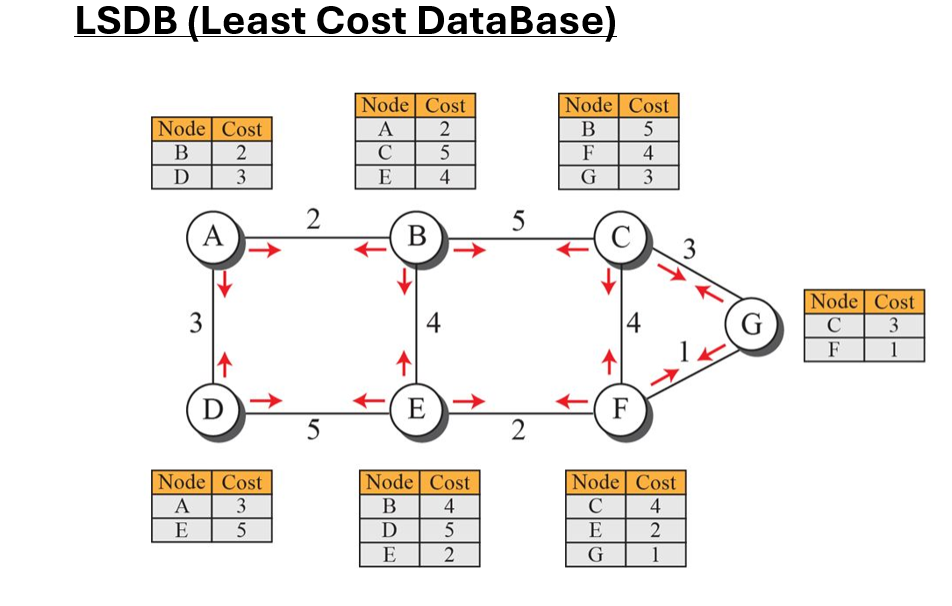 LSDB (Least Cost DataBase)
Node Cost
B 2
D 3
Node Cost
A 2
C 5
E 4
Node Cost
B 5
F 4
G 3
A 2 B 5 C 3
3 4 4 1 G
D 5 E 2 F
Node Cost
C 3
F 1
Node Cost
A 3
E 5
Node Cost
B 4
D 5
E 2
Node Cost
C 4
E 2
G 1